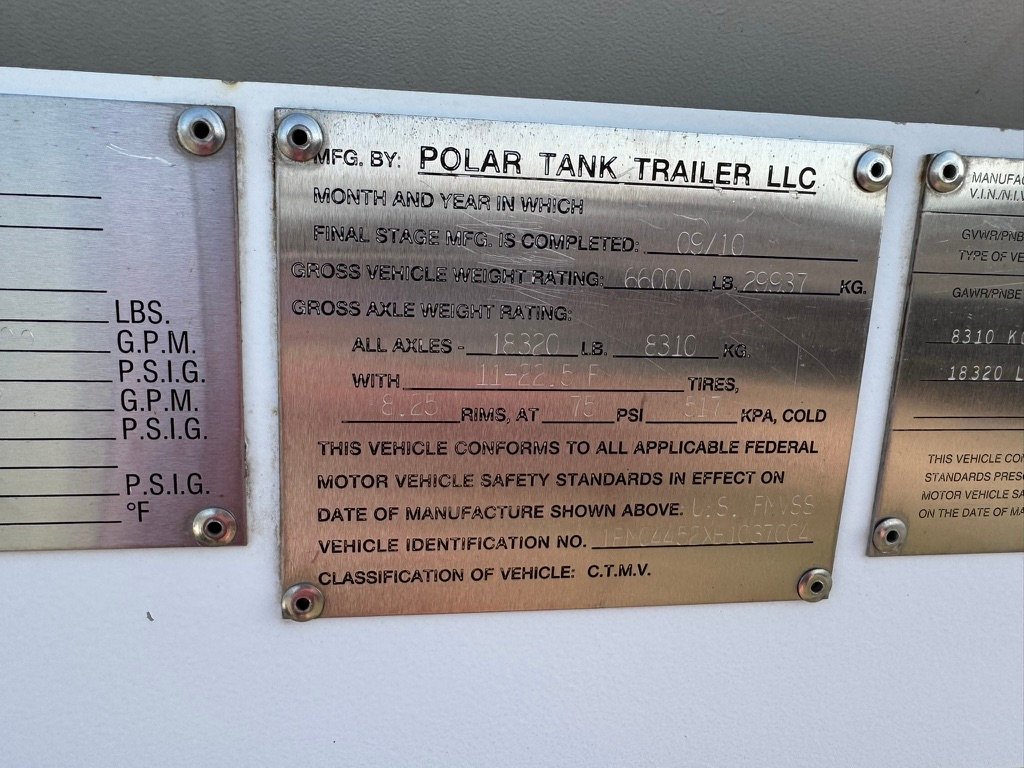 LBS.
G.P.M.
P.S.I.G.
G.P.M.
P.S.I.G.
P.S.I.G.
°F
MFG. BY: POLAR TANK TRAILER LLC
MONTH AND YEAR IN WHICH
FINAL STAGE MFG. IS COMPLETED: 09/10
GROSS VEHICLE WEIGHT RATING: 66000 LB. 29937 KG.
GROSS AXLE WEIGHT RATING:
ALL AXLES - 18320 LB. 8310 KG.
WITH 11-22.5 F TIRES,
8.25 RIMS, AT 75 PSI 517 KPA, COLD
THIS VEHICLE CONFORMS TO ALL APPLICABLE FEDERAL
MOTOR VEHICLE SAFETY STANDARDS IN EFFECT ON
DATE OF MANUFACTURE SHOWN ABOVE. U.S. FMVSS
VEHICLE IDENTIFICATION NO.
CLASSIFICATION OF VEHICLE: C.T.M.V.
MANUFAC
V.I.N./N.I.V
GVWR/PNB
TYPE OF VE
GAWR/PNBE
8310 KG
18320 L
THIS VEHICLE CON
STANDARDS PRES
MOTOR VEHICLE SA
ON THE DATE OF MA